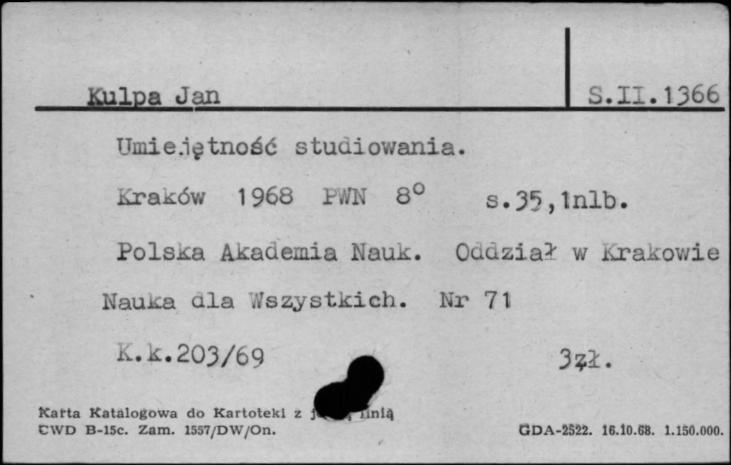 Kulpa Jan S.II.1366
Umiejętność studiowania.
Kraków 1968 PWN 8° s.35,1nlb.
Polska Akademia Nauk. Oddział w Krakowie
Nauka dla Wszystkich. Nr 71
K.k.203/69 3zł.
Karta Katalogowa do Kartoteki z linią
CWD B-15c. Zam. 1557/DW/On. GDA-2522. 16.10.68. 1.150.000.